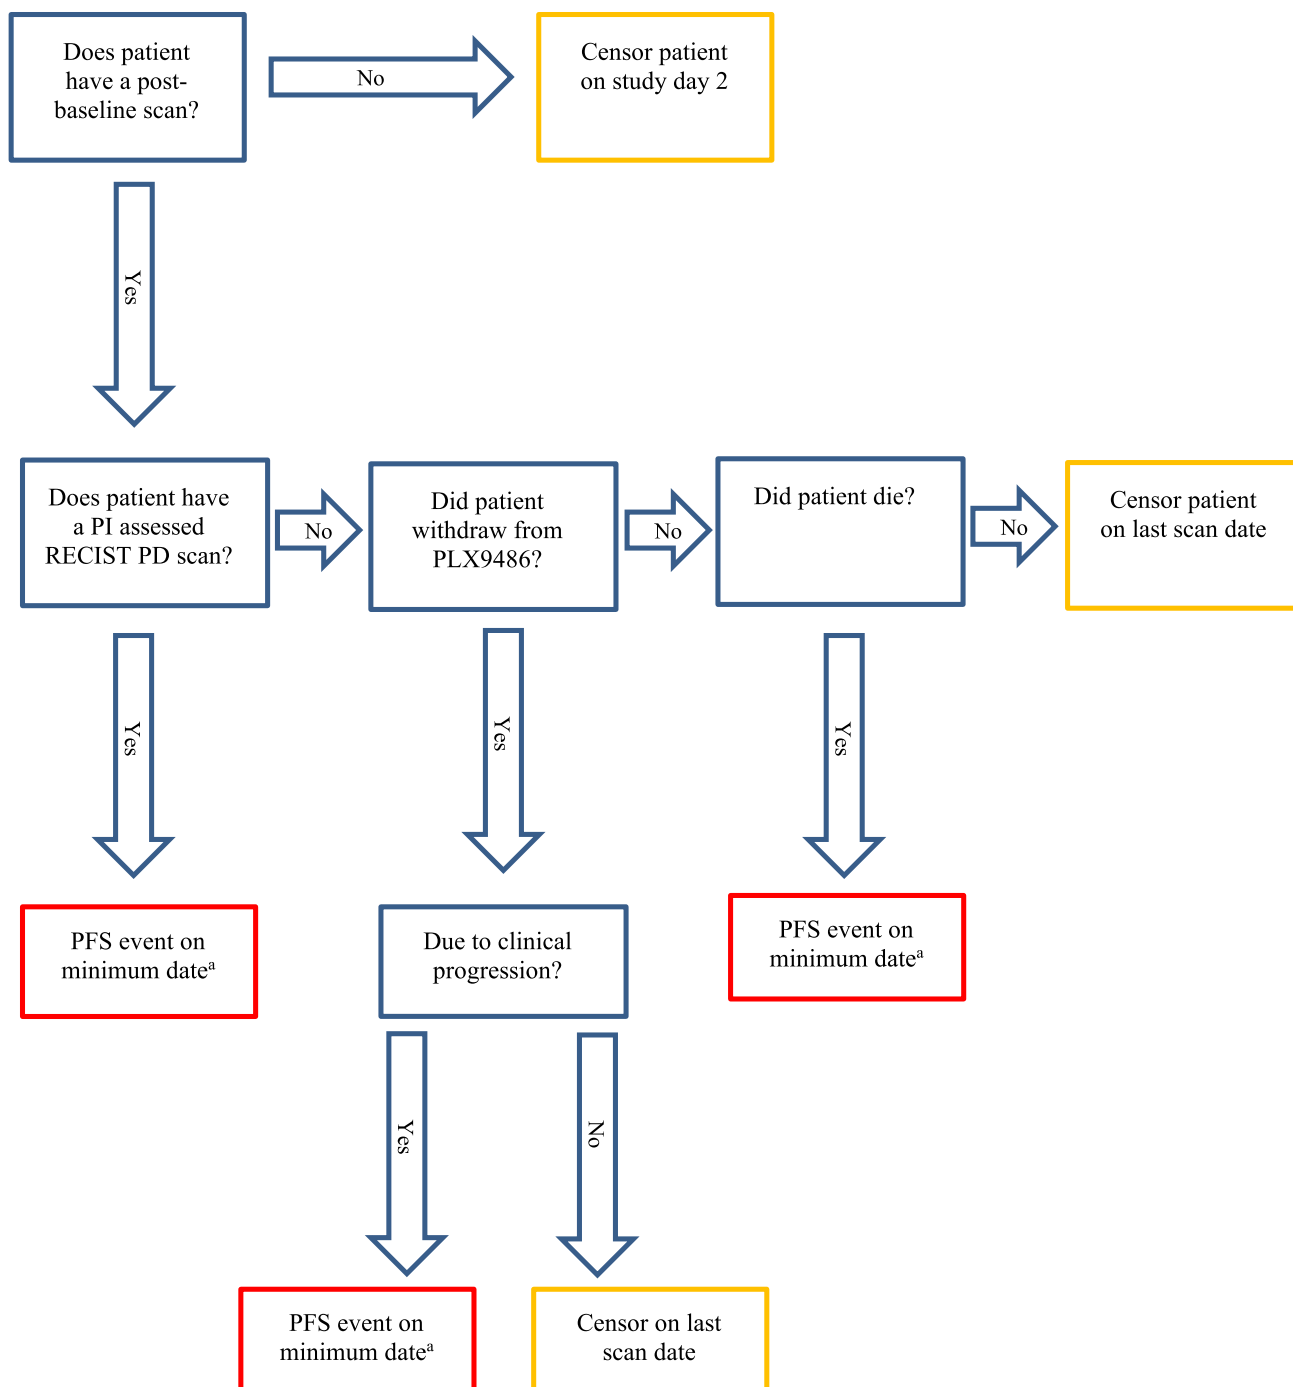 Does patient
have a post-
baseline scan?
No
Censor patient
on study day 2
Yes
Does patient have
a PI assessed
RECIST PD scan?
No
Did patient
withdraw from
PLX9486?
No
Did patient die?
No
Censor patient
on last scan date
Yes
Yes
Yes
PFS event on
minimum dateᵃ
Due to clinical
progression?
PFS event on
minimum dateᵃ
Yes
No
PFS event on
minimum dateᵃ
Censor on last
scan date